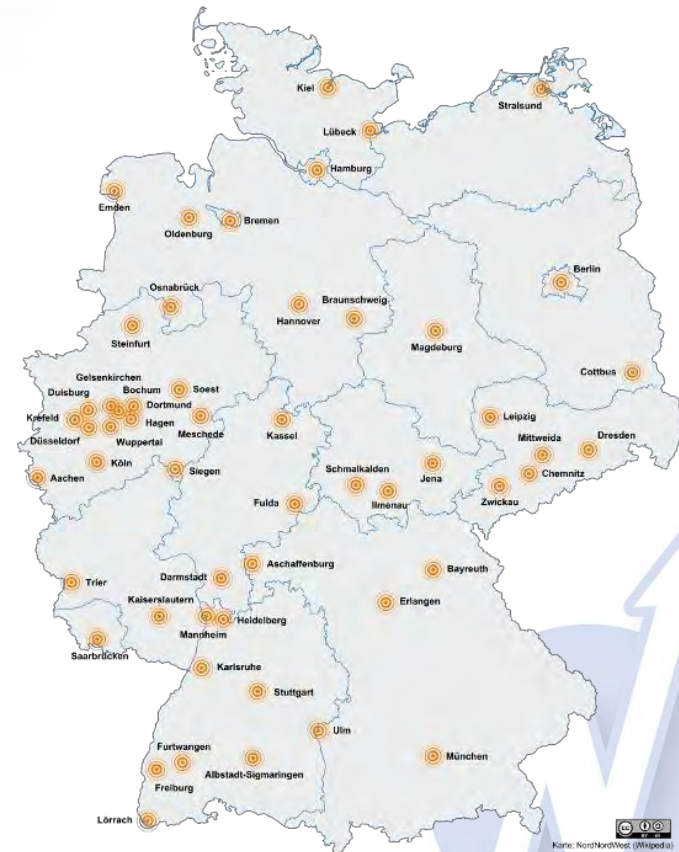 Kiel
Stralsund
Lübeck
Hamburg
Emden
Oldenburg
Bremen
Berlin
Osnabrück
Hannover
Braunschweig
Steinfurt
Magdeburg
Cottbus
Gelsenkirchen
Duisburg
Bochum
Soest
Krefeld
Dortmund
Leipzig
Hagen
Meschede
Kassel
Düsseldorf
Wuppertal
Mittweida
Dresden
Köln
Siegen
Schmalkalden
Jena
Chemnitz
Aachen
Fulda
Ilmenau
Zwickau
Aschaffenburg
Bayreuth
Trier
Darmstadt
Kaiserslautern
Erlangen
Heidelberg
Mannheim
Saarbrücken
Karlsruhe
Stuttgart
Ulm
Furtwangen
München
Albstadt-Sigmaringen
Freiburg
Lörrach
Karte: NordNordWest (Wikipedia)